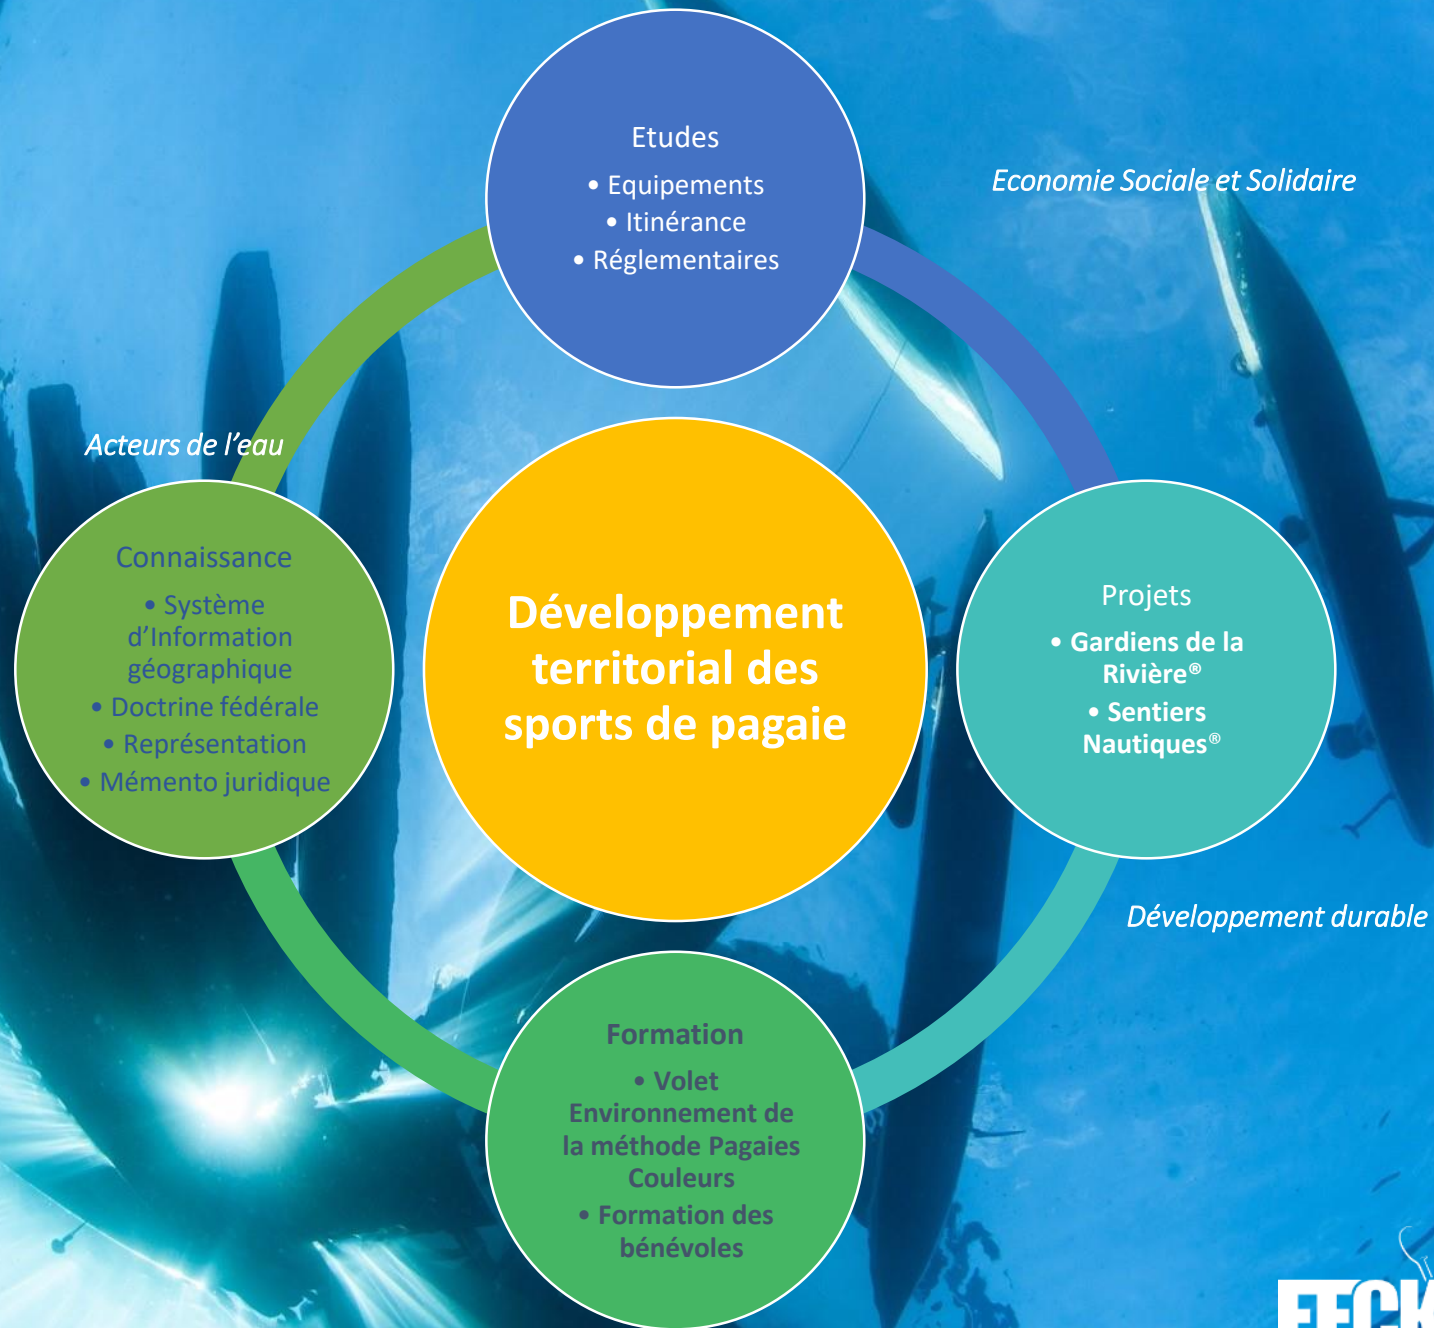 Etudes
• Equipements
• Itinérance
• Réglementaires
Economie Sociale et Solidaire
Acteurs de l’eau
Connaissance
• Système
d’Information
géographique
• Doctrine fédérale
• Représentation
• Mémento juridique
Développement
territorial des
sports de pagaie
Projets
• Gardiens de la
Rivière®
• Sentiers
Nautiques®
Développement durable
Formation
• Volet
Environnement de
la méthode Pagaies
Couleurs
• Formation des
bénévoles
FFCK